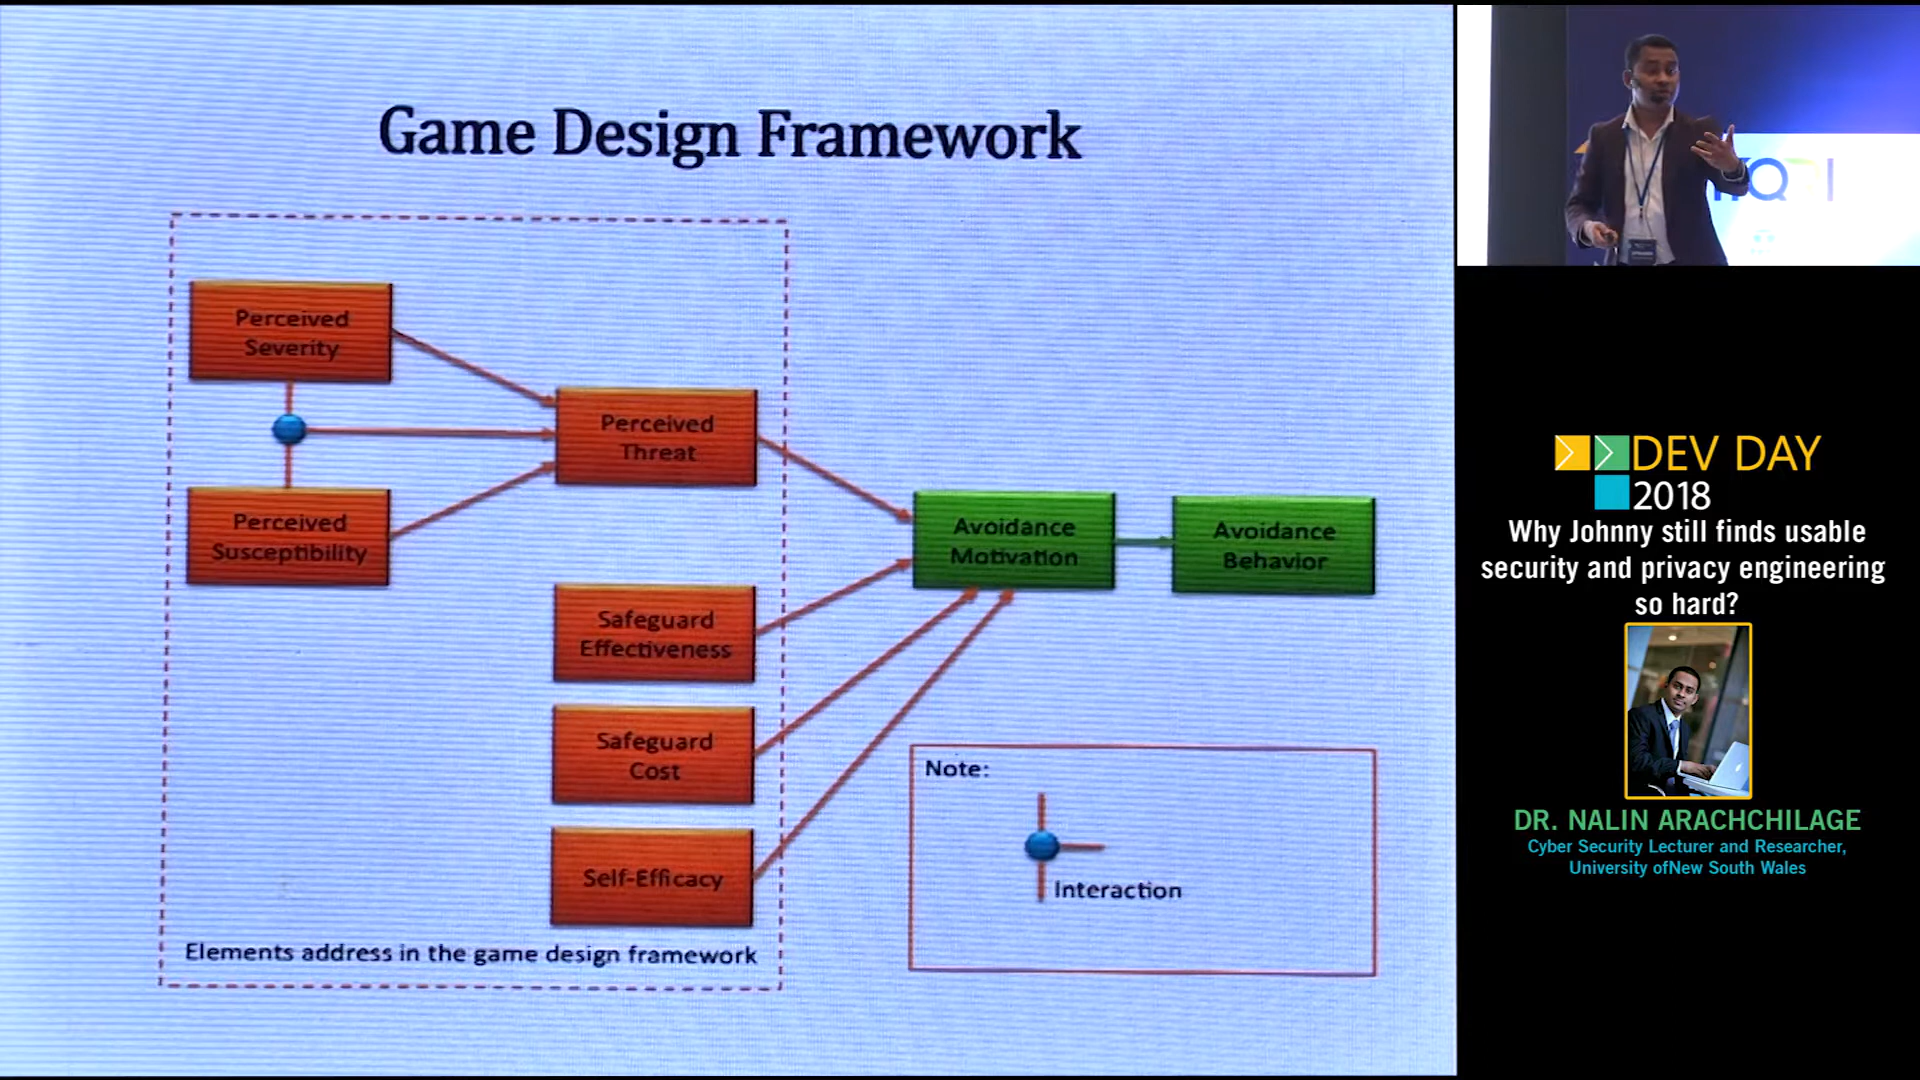 Game Design Framework
Perceived
Severity
Perceived
Threat
Perceived
Susceptibility
Avoidance
Motivation
Avoidance
Behavior
Safeguard
Effectiveness
Safeguard
Cost
Self-Efficacy
Elements address in the game design framework
Note:
Interaction
DEV DAY
2018
Why Johnny still finds usable
security and privacy engineering
so hard?
DR. NALIN ARACHCHILAGE
Cyber Security Lecturer and Researcher,
University ofNew South Wales